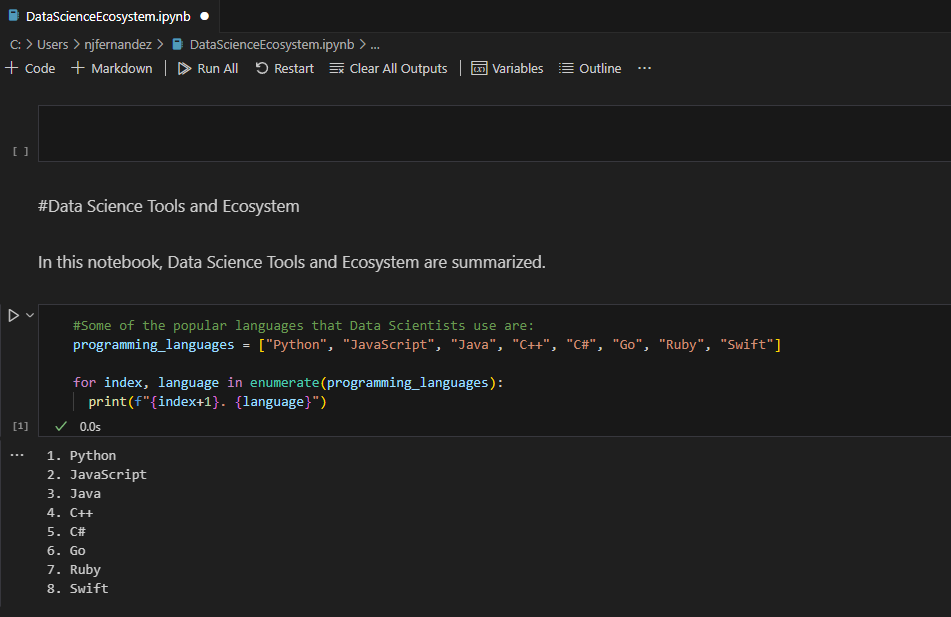 DataScienceEcosystem.ipynb
C: > Users > njfernandez > DataScienceEcosystem.ipynb > ...
+ Code + Markdown | Run All Restart Clear All Outputs | Variables Outline ...
[ ]
#Data Science Tools and Ecosystem
In this notebook, Data Science Tools and Ecosystem are summarized.
#Some of the popular languages that Data Scientists use are:
programming_languages = ["Python", "JavaScript", "Java", "C++", "C#", "Go", "Ruby", "Swift"]
for index, language in enumerate(programming_languages):
print(f"{index+1}. {language}")
[1] ✓ 0.0s
... 1. Python
2. JavaScript
3. Java
4. C++
5. C#
6. Go
7. Ruby
8. Swift